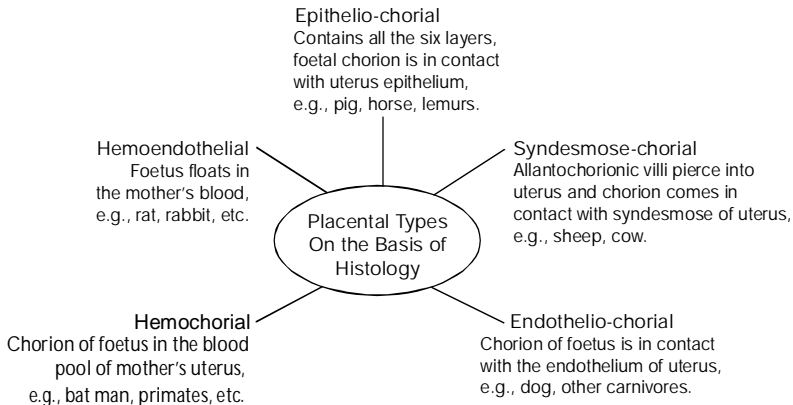 Epithelio-chorial
Contains all the six layers,
foetal chorion is in contact
with uterus epithelium,
e.g., pig, horse, lemurs.
Hemoendothelial
Foetus floats in
the mother's blood,
e.g., rat, rabbit, etc.
Syndesmose-chorial
Allantochorionic villi pierce into
uterus and chorion comes in
contact with syndesmose of uterus,
e.g., sheep, cow.
Placental Types
On the Basis of
Histology
Hemochorial
Chorion of foetus in the blood
pool of mother's uterus,
e.g., bat man, primates, etc.
Endothelio-chorial
Chorion of foetus is in contact
with the endothelium of uterus,
e.g., dog, other carnivores.